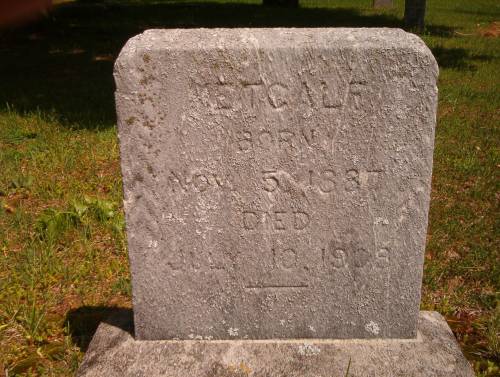 METCALF
BORN
NOV. 5, 1887
DIED
JULY 10, 1908